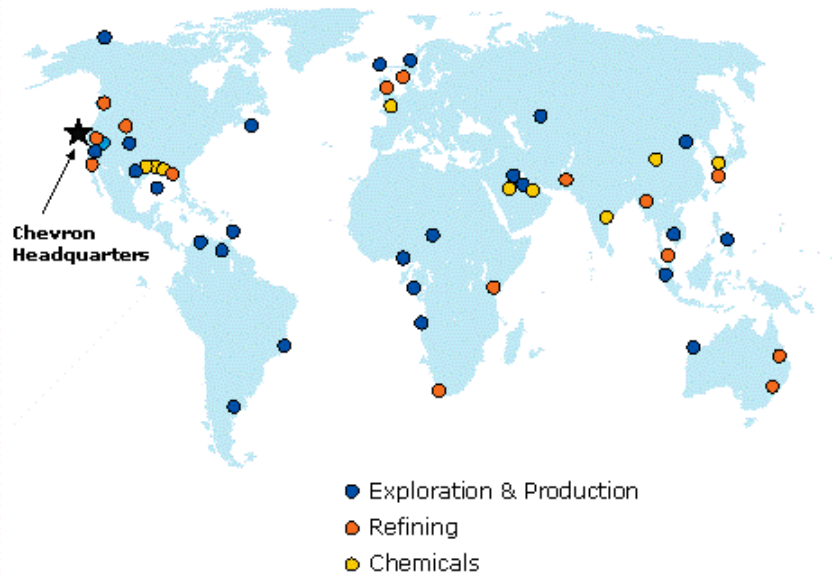 Chevron
Headquarters
Exploration & Production
Refining
Chemicals